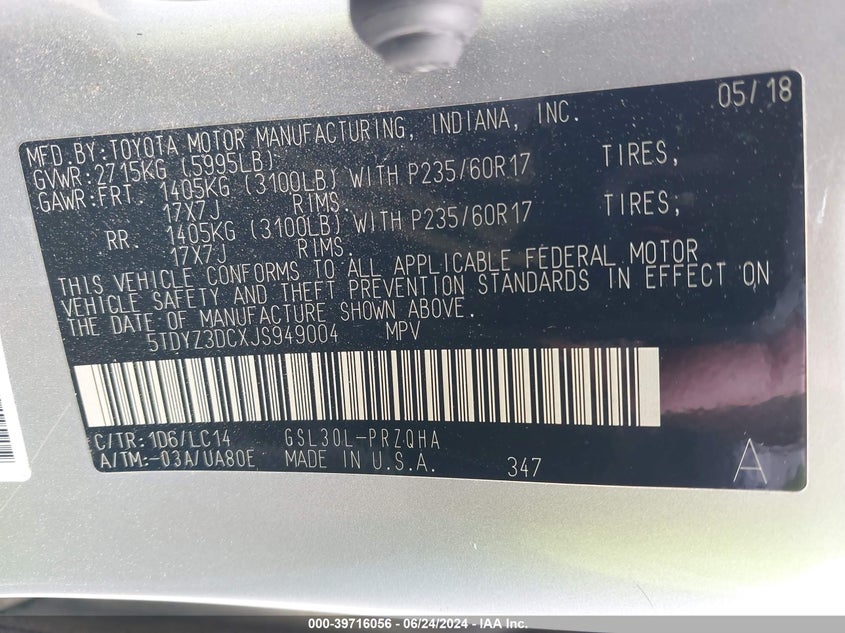 05/18
MFD.BY:TOYOTA MOTOR MANUFACTURING, INDIANA, INC.
GVWR:2715KG (5995LB)
GAWR:FRT. 1405KG (3100LB) WITH P235/60R17 TIRES,
17X7J RIMS.
RR. 1405KG (3100LB) WITH P235/60R17 TIRES,
17X7J RIMS.
THIS VEHICLE CONFORMS TO ALL APPLICABLE FEDERAL MOTOR
VEHICLE SAFETY AND THEFT PREVENTION STANDARDS IN EFFECT ON
THE DATE OF MANUFACTURE SHOWN ABOVE.
5TDYZ3DCXJS949004 MPV
C/TR:1D6/LC14 GSL30L-PRZQHA
A/TM:-03A/UA80E MADE IN U.S.A. 347 A
000-39716056 - 06/24/2024 - IAA Inc.